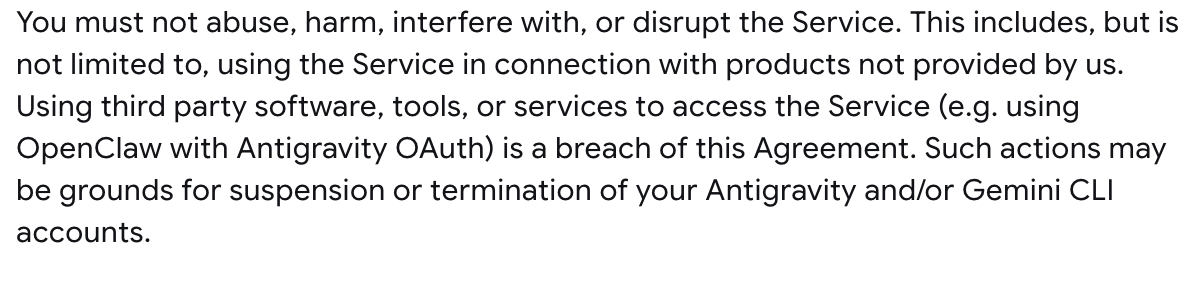 You must not abuse, harm, interfere with, or disrupt the Service. This includes, but is
not limited to, using the Service in connection with products not provided by us.
Using third party software, tools, or services to access the Service (e.g. using
OpenClaw with Antigravity OAuth) is a breach of this Agreement. Such actions may
be grounds for suspension or termination of your Antigravity and/or Gemini CLI
accounts.